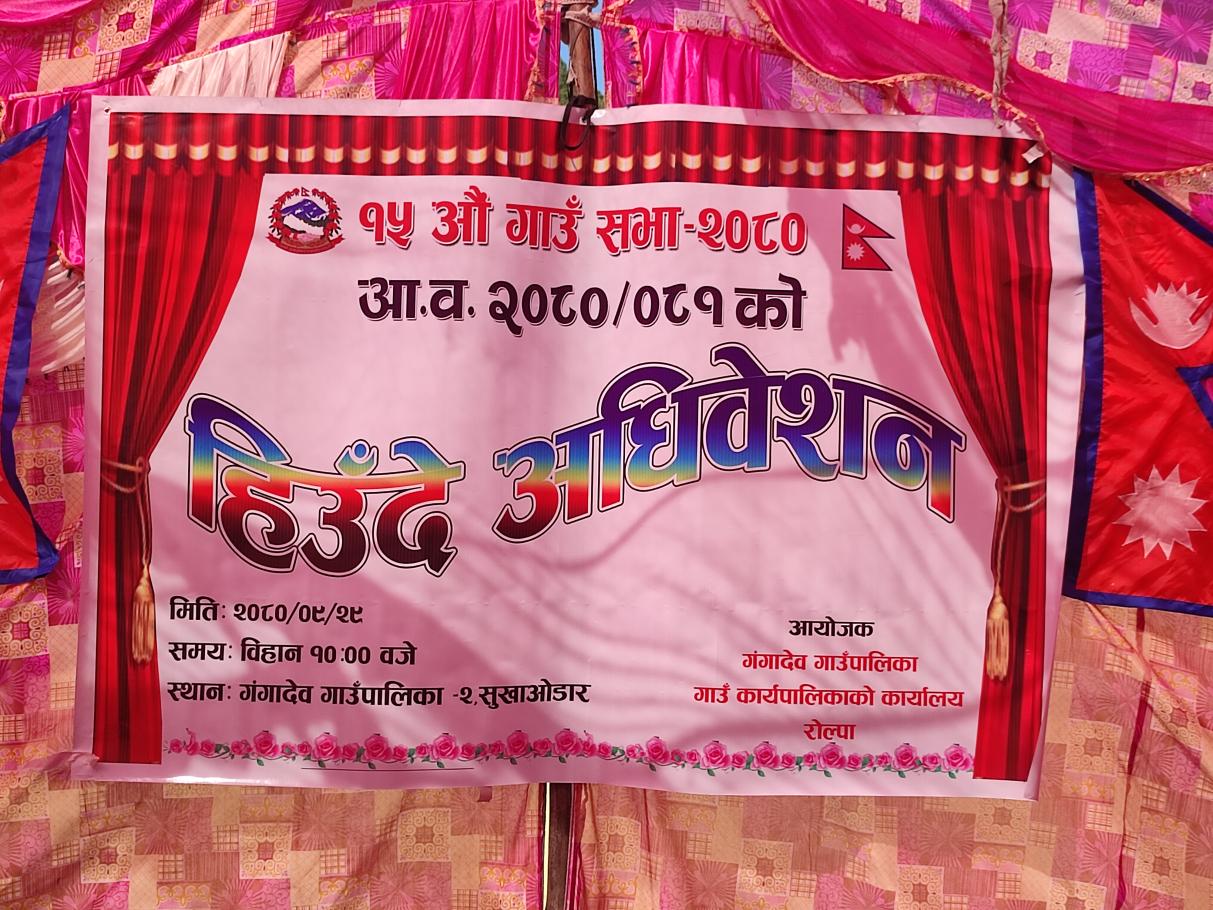 १५ औं गाउँ सभा-२०८०
आ.व. २०८०/०८१ को
हिउँदे अधिवेशन
मिति: २०८०/०९/२९
समय: विहान १०:०० वजे
स्थान: गंगादेव गाउँपालिका -२,सुखाओडार
आयोजक
गंगादेव गाउँपालिका
गाउँ कार्यपालिकाको कार्यालय
रोल्पा